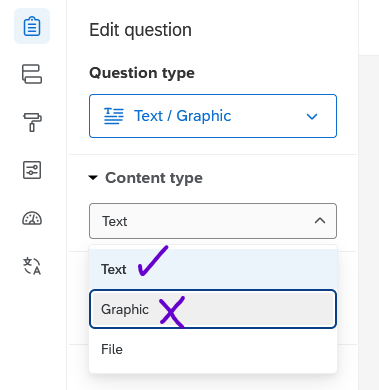 Edit question
Question type
Text / Graphic
Content type
Text
Text
Graphic
File